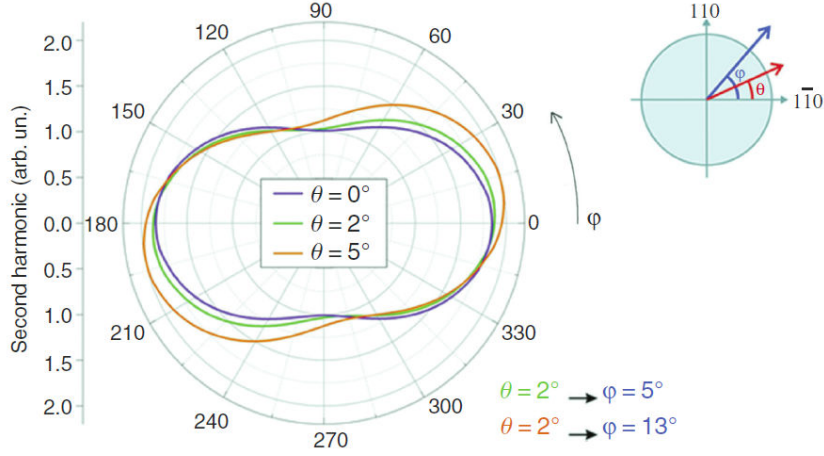 90
120
60
150
30
180
0
210
330
240
300
270
Second harmonic (arb. un.)
2.0
1.5
1.0
0.5
0.0
0.5
1.0
1.5
2.0
θ = 0°
θ = 2°
θ = 5°
φ
110
φ
θ
11̅0
θ = 2° → φ = 5°
θ = 2° → φ = 13°